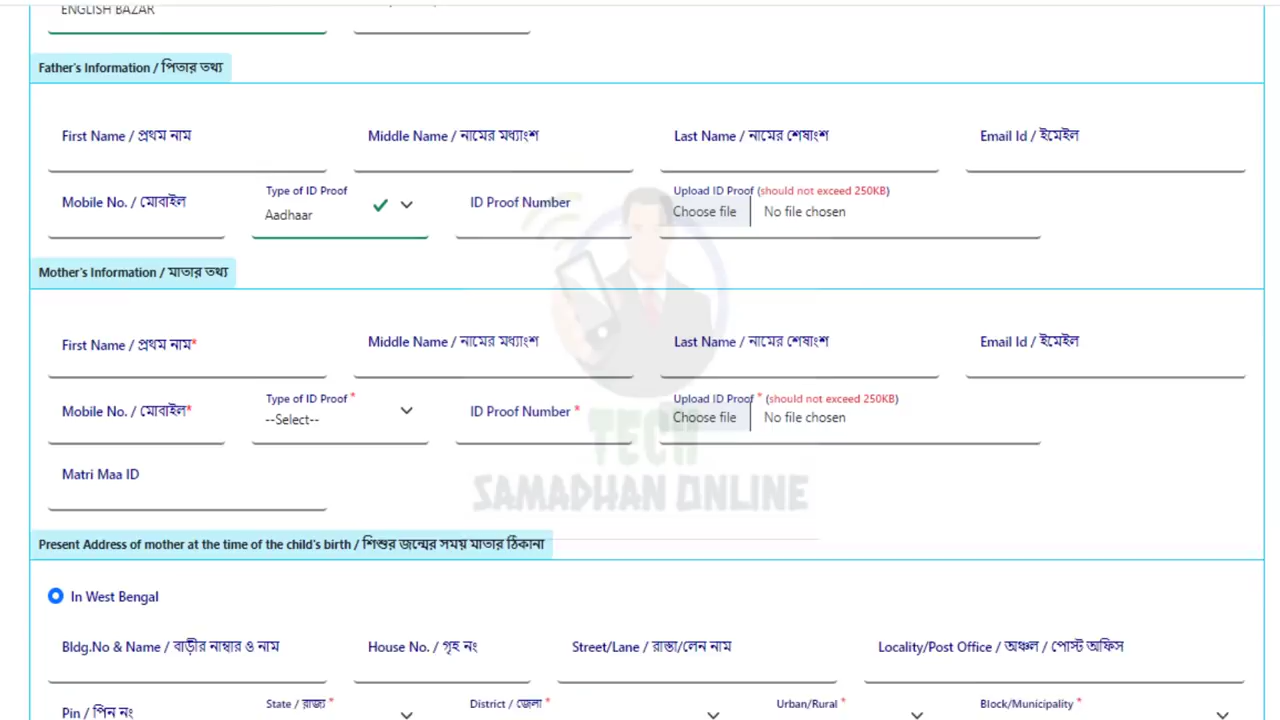 ENGLISH BAZAR
Father's Information / পিতার তথ্য
First Name / প্রথম নাম
Middle Name / নামের মধ্যাংশ
Last Name / নামের শেষাংশ
Email Id / ইমেইল
Mobile No. / মোবাইল
Type of ID Proof
Aadhaar
ID Proof Number
Upload ID Proof (should not exceed 250KB)
Choose file No file chosen
Mother's Information / মাতার তথ্য
First Name / প্রথম নাম*
Middle Name / নামের মধ্যাংশ
Last Name / নামের শেষাংশ
Email Id / ইমেইল
Mobile No. / মোবাইল*
Type of ID Proof *
--Select--
ID Proof Number *
Upload ID Proof * (should not exceed 250KB)
Choose file No file chosen
Matri Maa ID
TECH
SAMADHAN ONLINE
Present Address of mother at the time of the child's birth / শিশুর জন্মের সময় মাতার ঠিকানা
In West Bengal
Bldg.No & Name / বাড়ীর নাম্বার ও নাম
House No. / গৃহ নং
Street/Lane / রাস্তা/লেন নাম
Locality/Post Office / অঞ্চল / পোস্ট অফিস
Pin / পিন নং
State / রাজ্য *
District / জেলা *
Urban/Rural *
Block/Municipality *